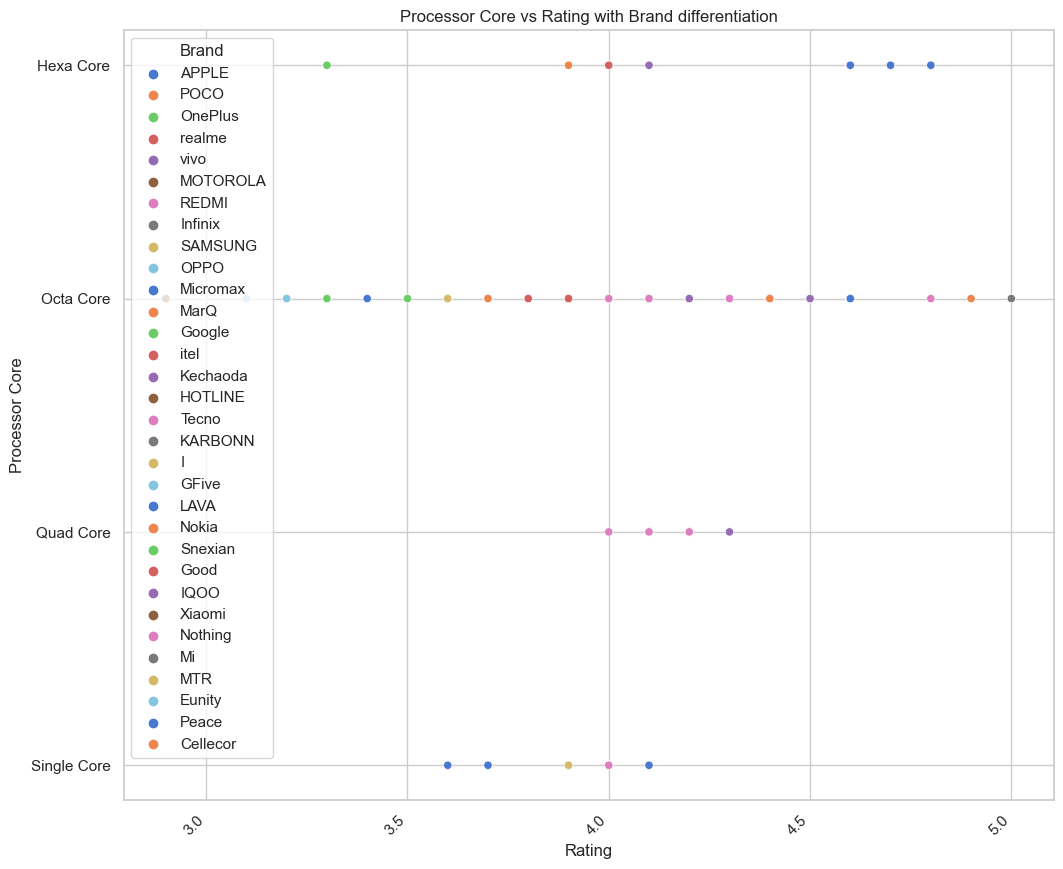 Processor Core vs Rating with Brand differentiation
Processor Core
Hexa Core
Octa Core
Quad Core
Single Core
Brand
APPLE
POCO
OnePlus
realme
vivo
MOTOROLA
REDMI
Infinix
SAMSUNG
OPPO
Micromax
MarQ
Google
itel
Kechaoda
HOTLINE
Tecno
KARBONN
I
GFive
LAVA
Nokia
Snexian
Good
IQOO
Xiaomi
Nothing
Mi
MTR
Eunity
Peace
Cellecor
3.0 3.5 4.0 4.5 5.0
Rating